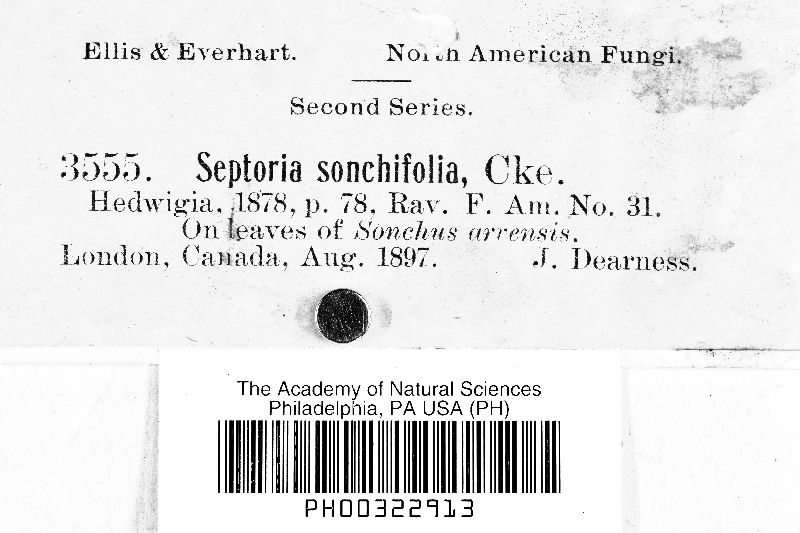 Ellis & Everhart. North American Fungi.
Second Series.
3555. Septoria sonchifolia, Cke.
Hedwigia, 1878, p. 78, Rav. F. Am. No. 31.
On leaves of Sonchus arvensis.
London, Canada, Aug. 1897. J. Dearness.
The Academy of Natural Sciences
Philadelphia, PA USA (PH)
PH00322913